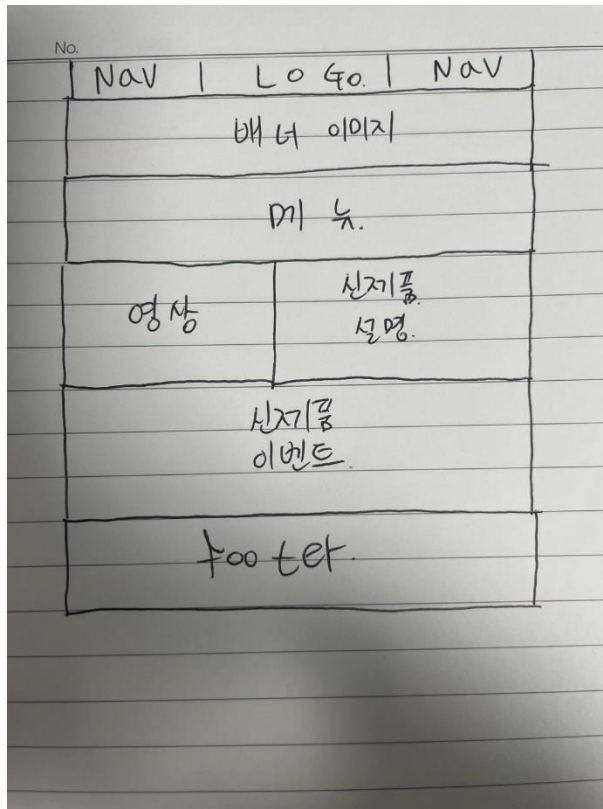 No.
Nav | LoGo. | Nav
배너 이미지
메뉴.
영상
신제품
설명.
신제품
이벤트.
footer.